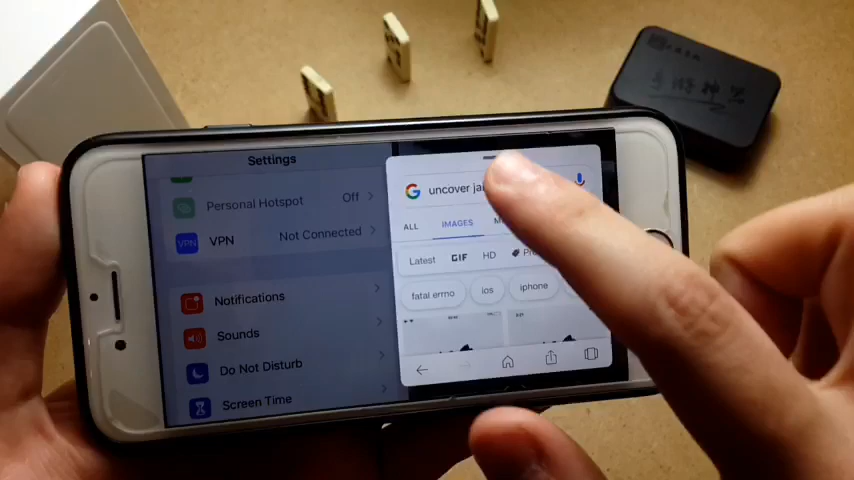 Settings
Personal Hotspot Off
VPN VPN Not Connected
Notifications
Sounds
Do Not Disturb
Screen Time
G uncover
ALL IMAGES
Latest GIF HD
fatal errno ios iphone